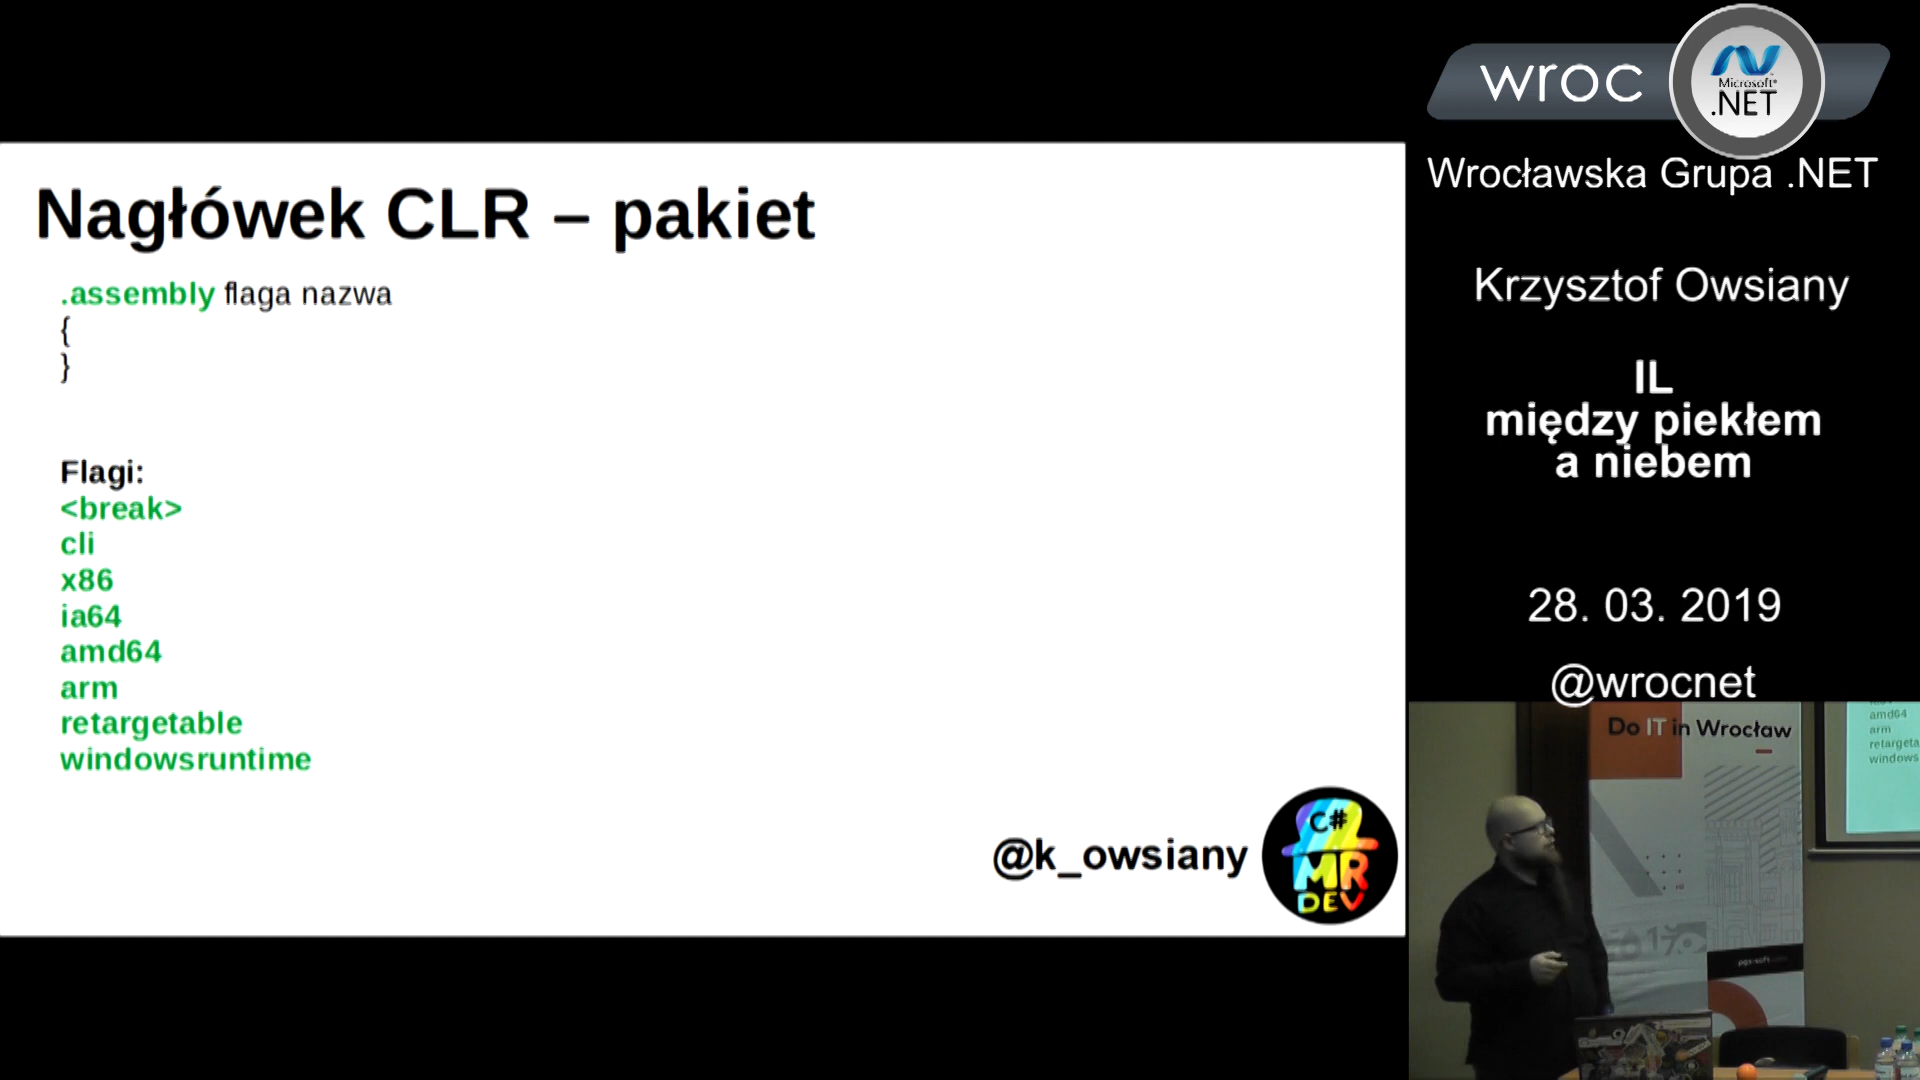 Nagłówek CLR – pakiet
.assembly flaga nazwa
{
}
Flagi:
<break>
cli
x86
ia64
amd64
arm
retargetable
windowsruntime
@k_owsiany
C#
MR
DEV
wroc
Microsoft®
.NET
Wrocławska Grupa .NET
Krzysztof Owsiany
IL
między piekłem
a niebem
28. 03. 2019
@wrocnet
Do IT in Wrocław
amd64
arm
retargeta
windows